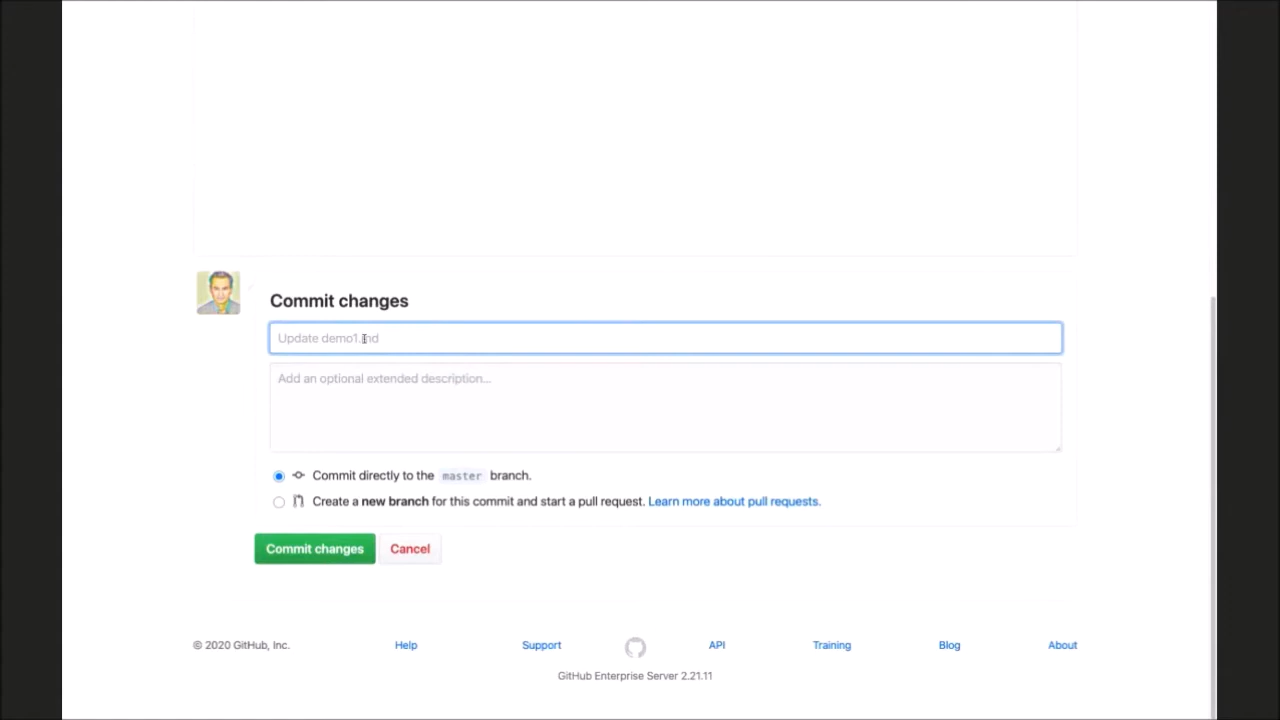 Commit changes
Update demo1.md
Add an optional extended description...
Commit directly to the master branch.
Create a new branch for this commit and start a pull request. Learn more about pull requests.
Commit changes Cancel
© 2020 GitHub, Inc. Help Support API Training Blog About
GitHub Enterprise Server 2.21.11